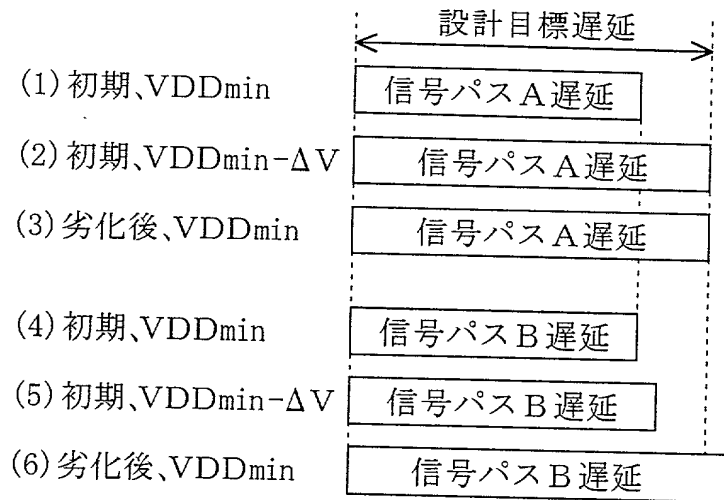 設計目標遅延
(1)初期、VDDmin
信号パスA遅延
(2)初期、VDDmin-ΔV
信号パスA遅延
(3)劣化後、VDDmin
信号パスA遅延
(4)初期、VDDmin
信号パスB遅延
(5)初期、VDDmin-ΔV
信号パスB遅延
(6)劣化後、VDDmin
信号パスB遅延